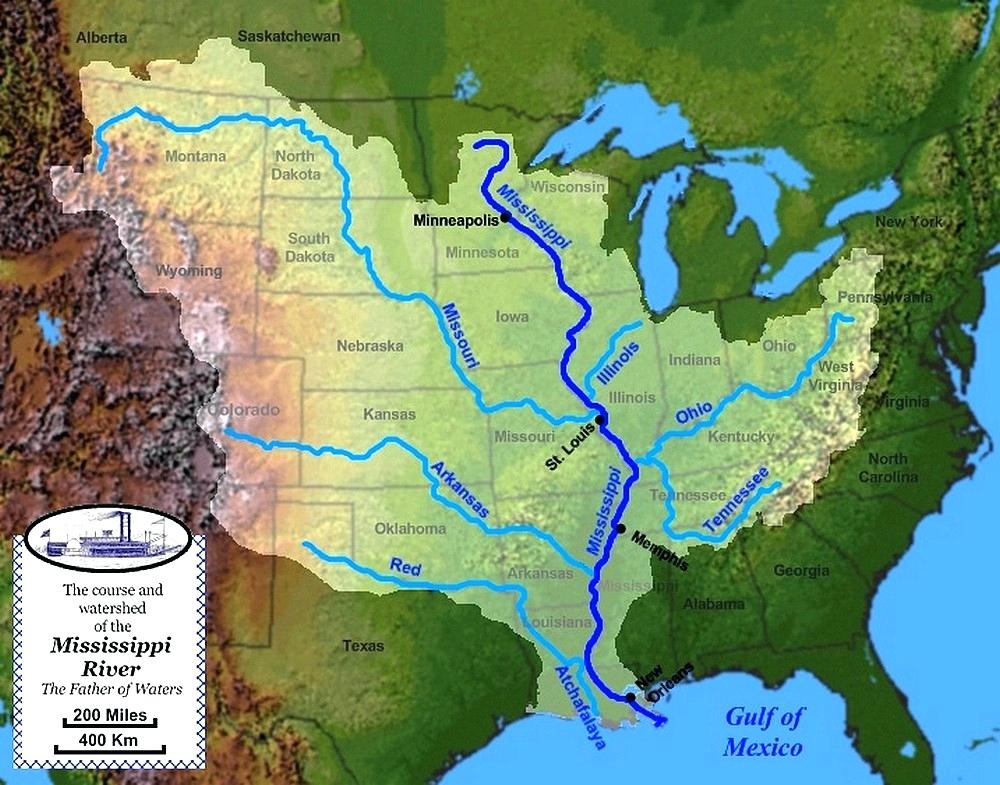 Alberta
Saskatchewan
Montana
North
Dakota
Wisconsin
Mississippi
Minneapolis
New York
South
Dakota
Minnesota
Wyoming
Pennsylvania
Iowa
Missouri
Nebraska
Illinois
Indiana
Ohio
West
Virginia
Illinois
Colorado
Kansas
Ohio
Virginia
Missouri
St. Louis
Kentucky
North
Carolina
Arkansas
Mississippi
Tennessee
Tennessee
Oklahoma
Memphis
Red
Arkansas
Mississippi
Georgia
Alabama
Louisiana
Texas
New
Orleans
Atchafalaya
Gulf of
Mexico
The course and
watershed
of the
Mississippi
River
The Father of Waters
200 Miles
400 Km